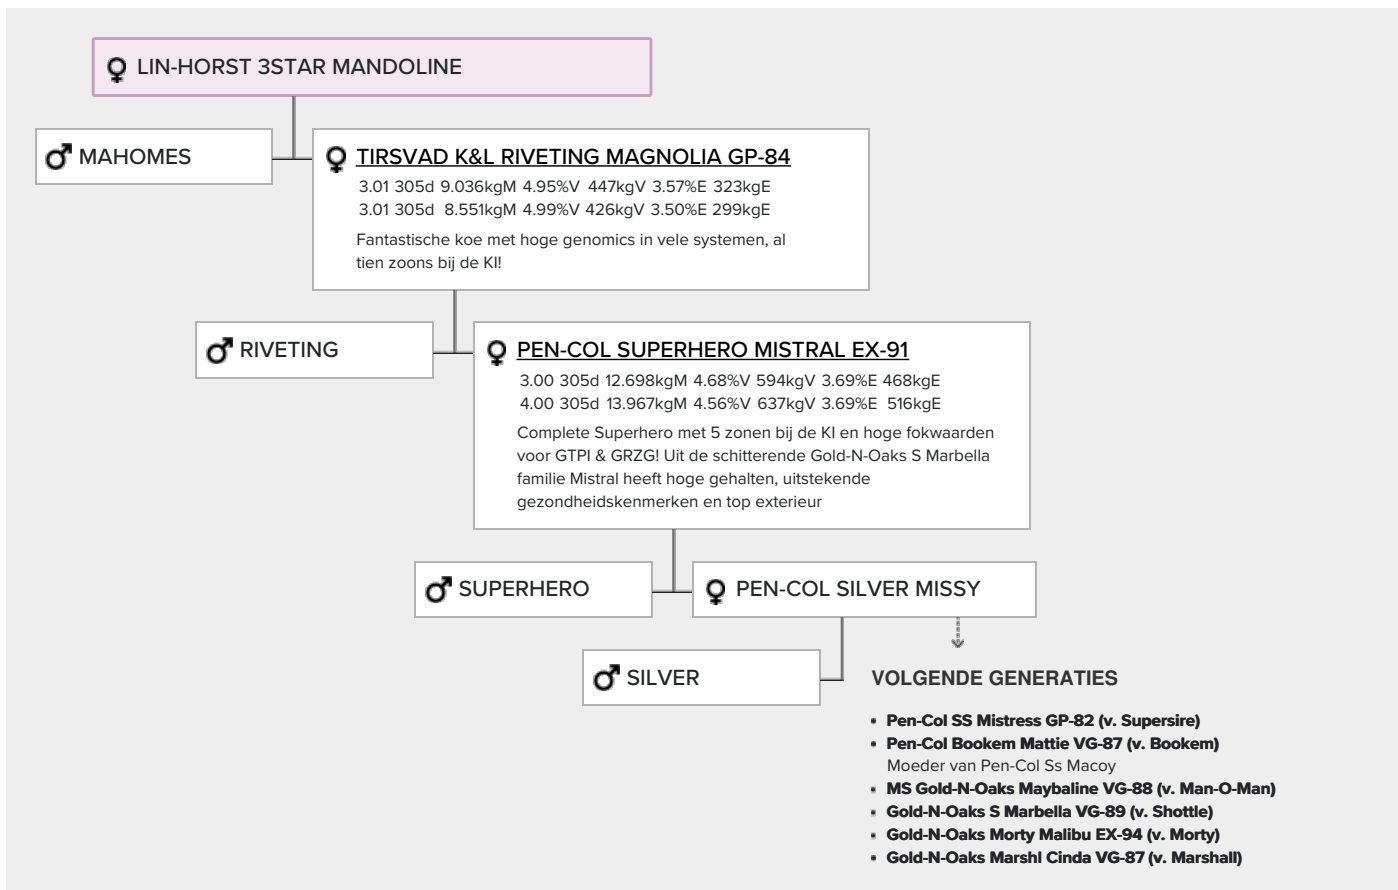 LIN-HORST 3STAR MANDOLINE
MAHOMES
TIRSVAD K&L RIVETING MAGNOLIA GP-84
3.01 305d 9.036kgM 4.95%V 447kgV 3.57%E 323kgE
3.01 305d 8.551kgM 4.99%V 426kgV 3.50%E 299kgE
Fantastische koe met hoge genomics in vele systemen, al
tien zoons bij de KI!
RIVETING
PEN-COL SUPERHERO MISTRAL EX-91
3.00 305d 12.698kgM 4.68%V 594kgV 3.69%E 468kgE
4.00 305d 13.967kgM 4.56%V 637kgV 3.69%E 516kgE
Complete Superhero met 5 zonen bij de KI en hoge fokwaarden
voor GTPI & GRZG! Uit de schitterende Gold-N-Oaks S Marbella
familie Mistral heeft hoge gehalten, uitstekende
gezondheidskenmerken en top exterieur
SUPERHERO
PEN-COL SILVER MISSY
SILVER
VOLGENDE GENERATIES
Pen-Col SS Mistress GP-82 (v. Supersire)
Pen-Col Bookem Mattie VG-87 (v. Bookem)
Moeder van Pen-Col Ss Macoy
MS Gold-N-Oaks Maybaline VG-88 (v. Man-O-Man)
Gold-N-Oaks S Marbella VG-89 (v. Shottle)
Gold-N-Oaks Morty Malibu EX-94 (v. Morty)
Gold-N-Oaks Marshl Cinda VG-87 (v. Marshall)